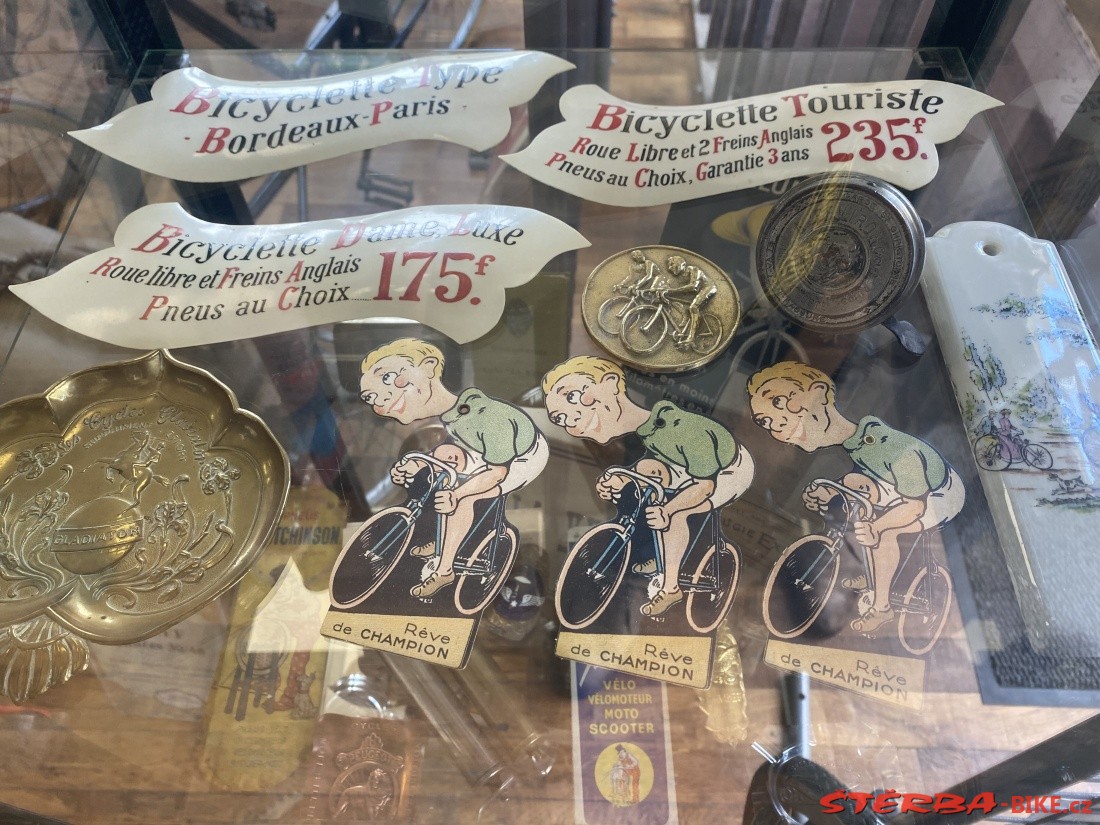 Bicyclette Type
Bordeaux-Paris
Bicyclette Touriste
Roue Libre et 2 Freins Anglais
Pneus au Choix, Garantie 3 ans 235f.
Bicyclette Dame Luxe
Roue libre et Freins Anglais
Pneus au Choix ...... 175f.
GLADIATOR
Rêve
de CHAMPION
Rêve
de CHAMPION
Rêve
de CHAMPION
VÉLO
VÉLOMOTEUR
MOTO
SCOOTER
ŠTĚRBA-BIKE.cz